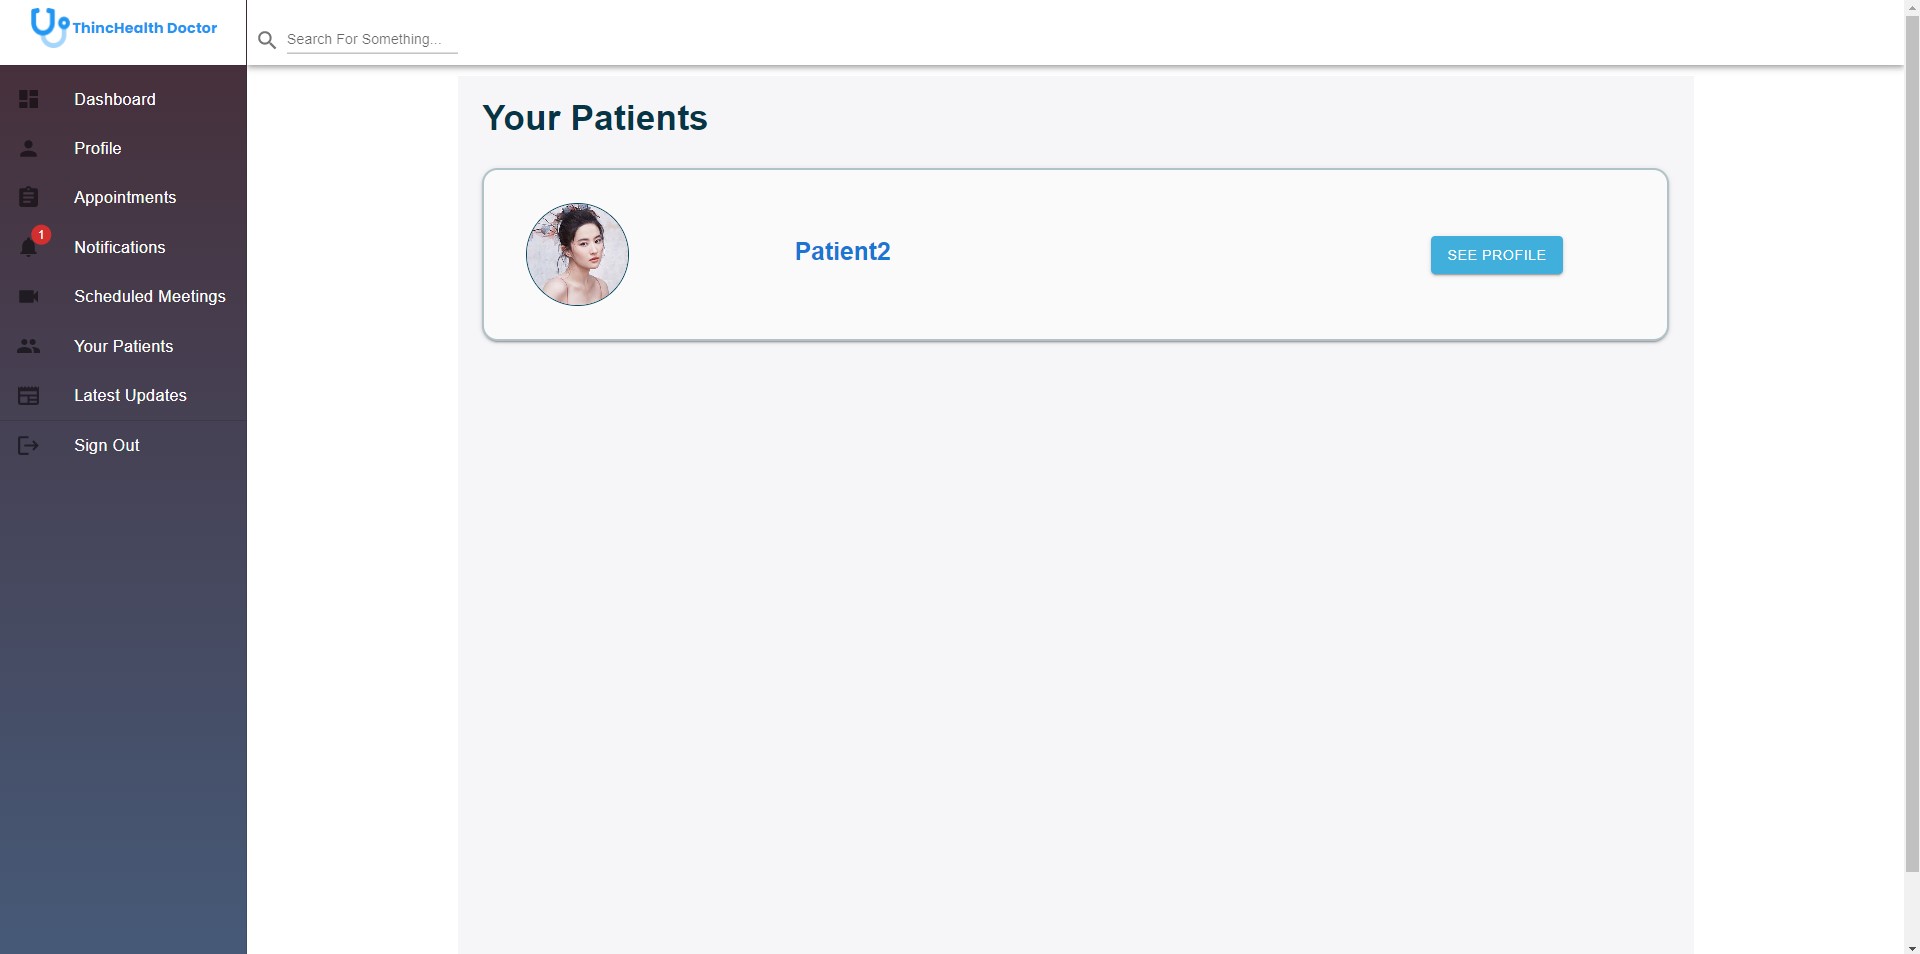 ThincHealth Doctor
Search For Something...
Dashboard
Profile
Appointments
1
Notifications
Scheduled Meetings
Your Patients
Latest Updates
Sign Out
Your Patients
Patient2
SEE PROFILE